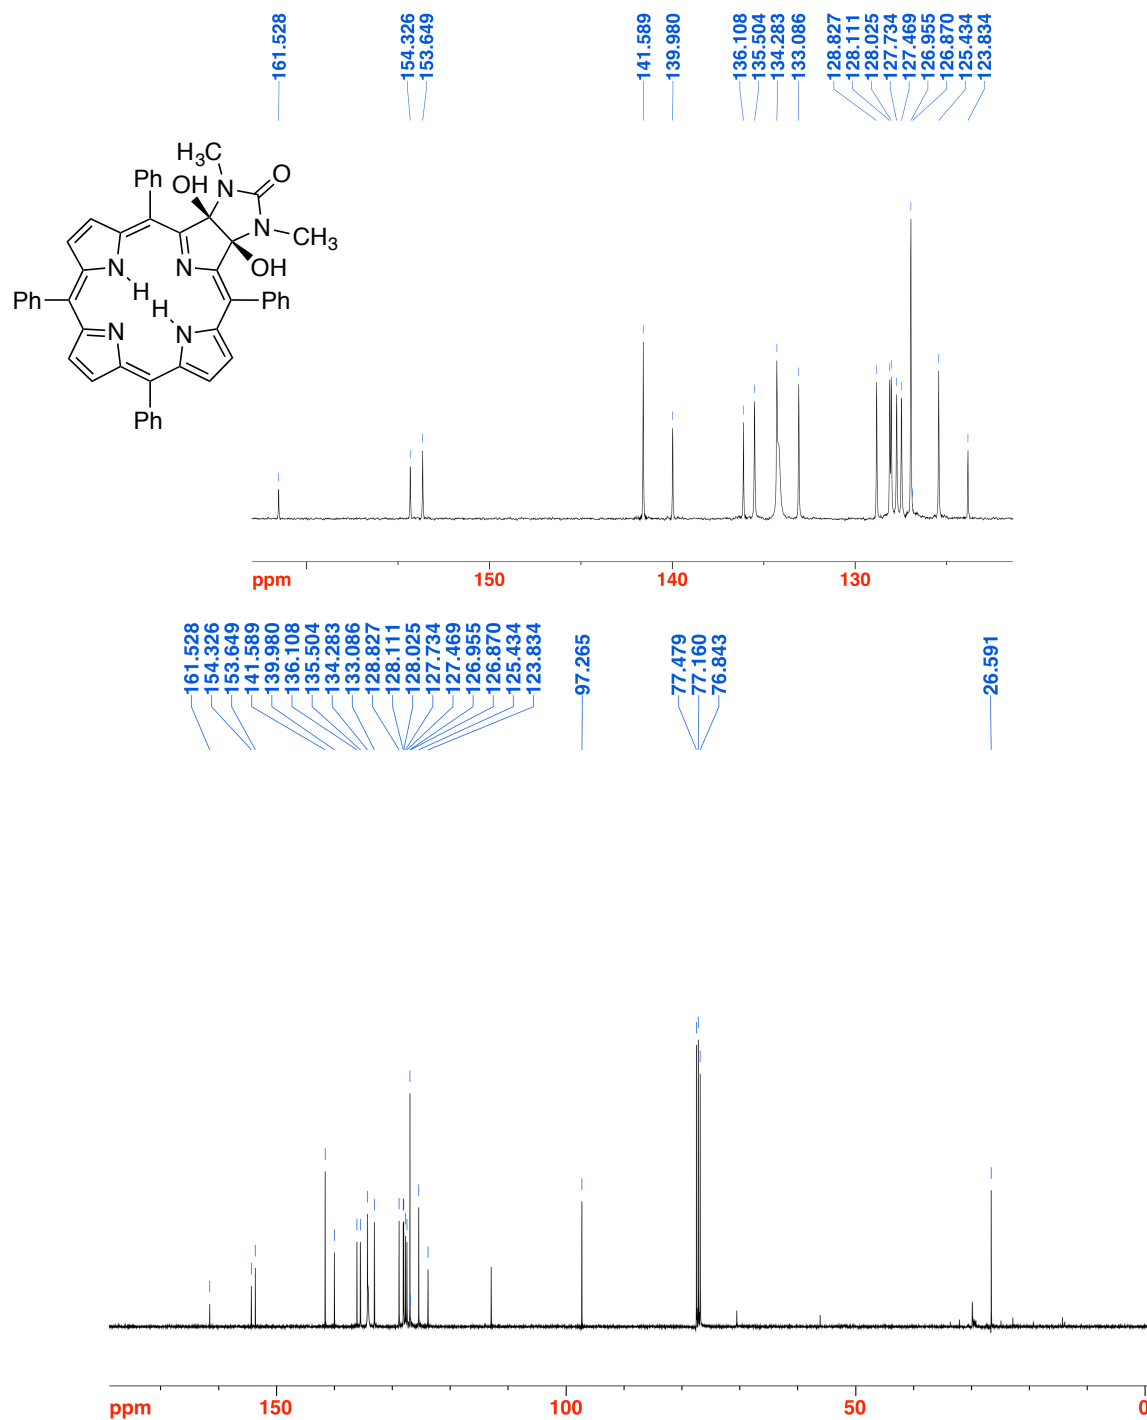 161.528
154.326
153.649
141.589
139.980
136.108
135.504
134.283
133.086
128.827
128.111
128.025
127.734
127.469
126.955
126.870
125.434
123.834
H₃C
Ph
OH
N
O
N
CH₃
N
N
OH
H
Ph
H
Ph
N
N
Ph
ppm
150
140
130
161.528
154.326
153.649
141.589
139.980
136.108
135.504
134.283
133.086
128.827
128.111
128.025
127.734
127.469
126.955
126.870
125.434
123.834
97.265
77.479
77.160
76.843
26.591
ppm
150
100
50
0